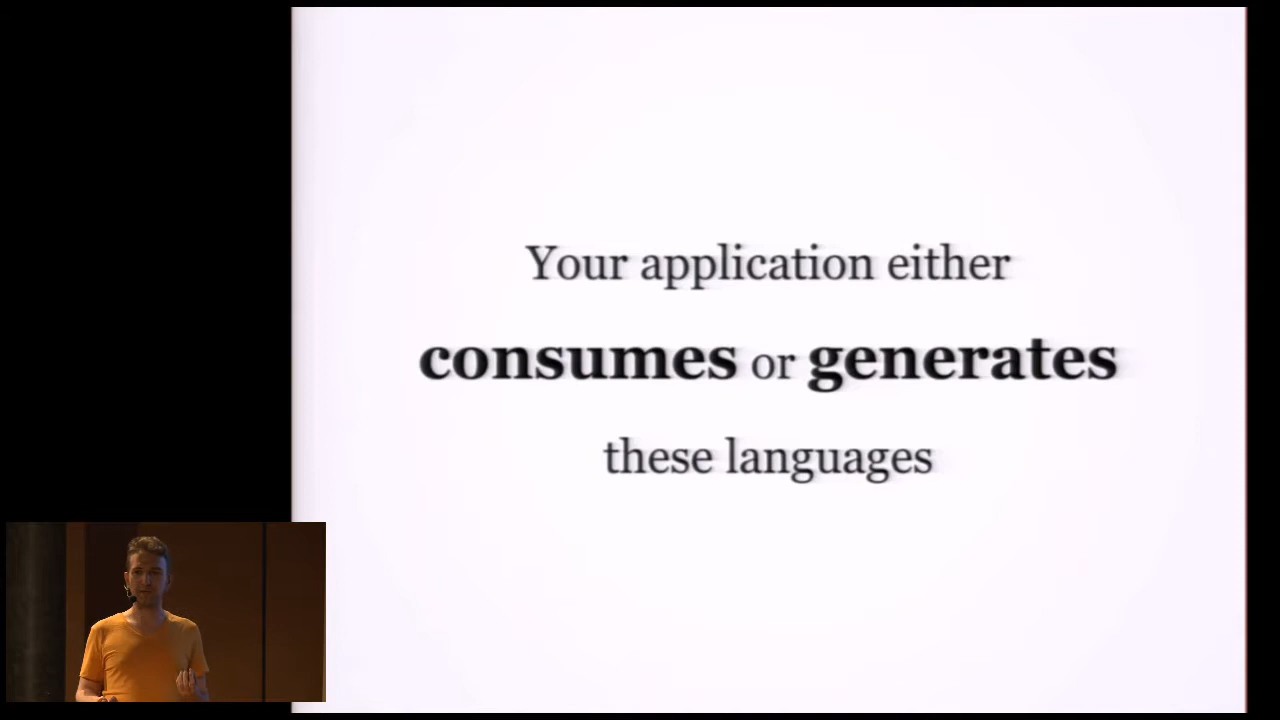 Your application either
consumes or generates
these languages